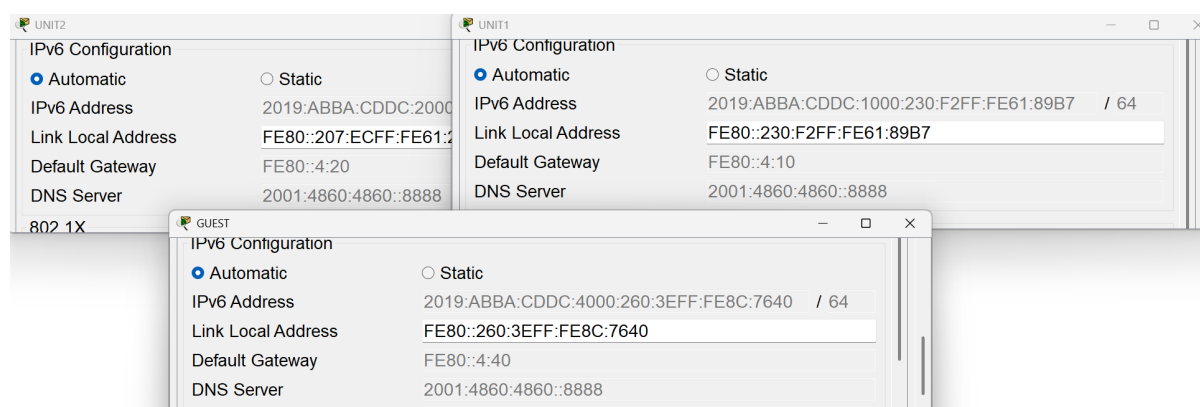 UNIT2
IPv6 Configuration
Automatic Static
IPv6 Address 2019:ABBA:CDDC:2000
Link Local Address FE80::207:ECFF:FE61:2
Default Gateway FE80::4:20
DNS Server 2001:4860:4860::8888
802.1X
UNIT1
IPv6 Configuration
Automatic Static
IPv6 Address 2019:ABBA:CDDC:1000:230:F2FF:FE61:89B7 / 64
Link Local Address FE80::230:F2FF:FE61:89B7
Default Gateway FE80::4:10
DNS Server 2001:4860:4860::8888
GUEST
IPv6 Configuration
Automatic Static
IPv6 Address 2019:ABBA:CDDC:4000:260:3EFF:FE8C:7640 / 64
Link Local Address FE80::260:3EFF:FE8C:7640
Default Gateway FE80::4:40
DNS Server 2001:4860:4860::8888